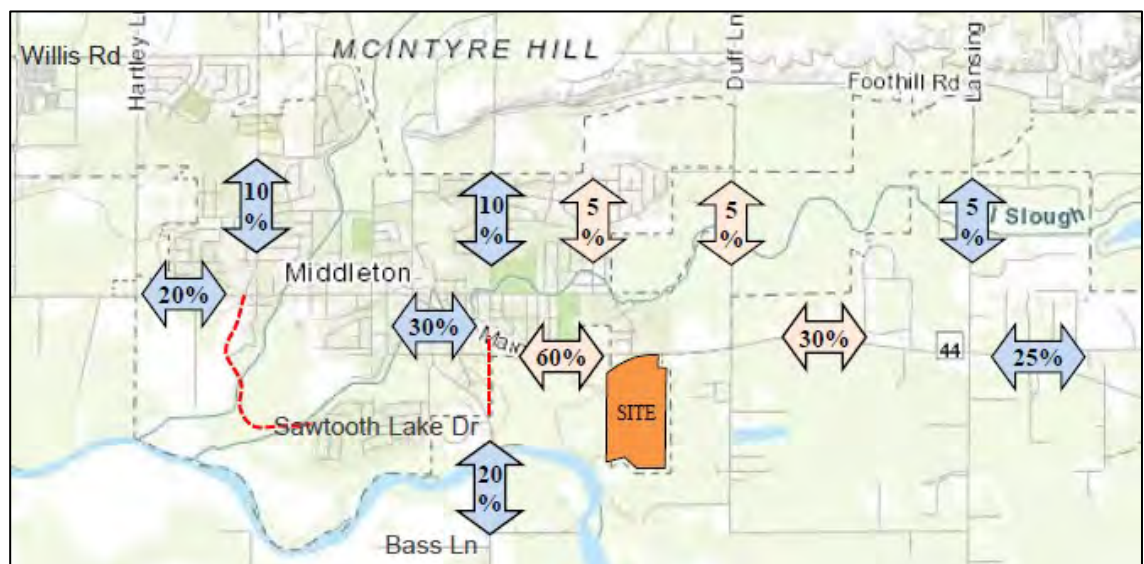 MCINTYRE HILL
Willis Rd
Hartley Ln
Duff Ln
Lansing
Foothill Rd
10
%
10
%
5
%
5
%
5
%
Slough
Middleton
20%
30%
Main
60%
30%
44
25%
SITE
Sawtooth Lake Dr
20
%
Bass Ln